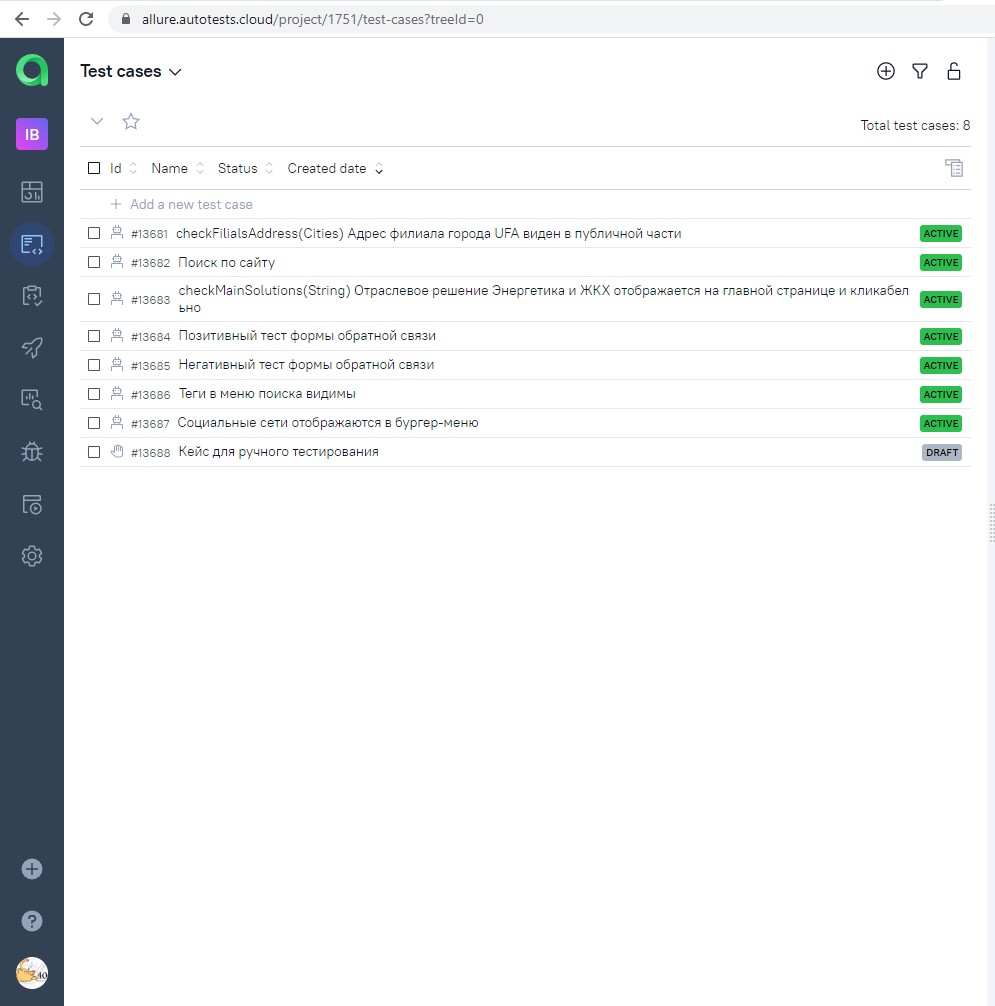 allure.autotests.cloud/project/1751/test-cases?treeId=0
Test cases
IB
Total test cases: 8
Id Name Status Created date
Add a new test case
#13681 checkFilialsAddress(Cities) Адрес филиала города UFA виден в публичной части ACTIVE
#13682 Поиск по сайту ACTIVE
#13683 checkMainSolutions(String) Отраслевое решение Энергетика и ЖКХ отображается на главной странице и кликабел
ьно ACTIVE
#13684 Позитивный тест формы обратной связи ACTIVE
#13685 Негативный тест формы обратной связи ACTIVE
#13686 Теги в меню поиска видимы ACTIVE
#13687 Социальные сети отображаются в бургер-меню ACTIVE
#13688 Кейс для ручного тестирования DRAFT